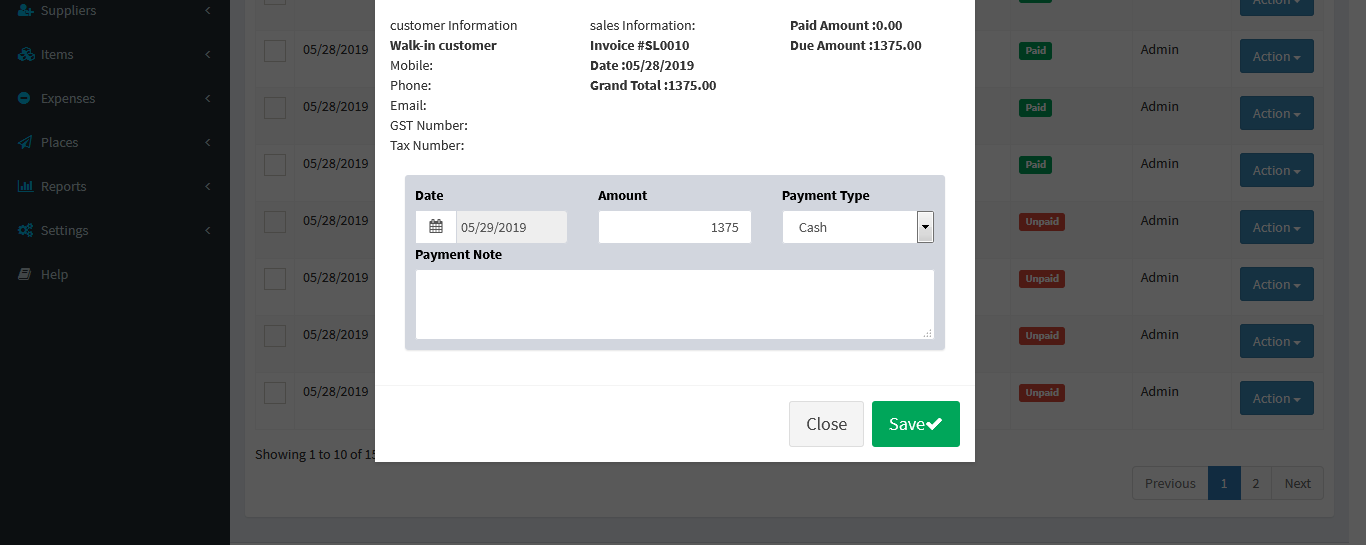 Suppliers
Items
Expenses
Places
Reports
Settings
Help
customer Information
Walk-in customer
Mobile:
Phone:
Email:
GST Number:
Tax Number:
sales Information:
Invoice #SL0010
Date :05/28/2019
Grand Total :1375.00
Paid Amount :0.00
Due Amount :1375.00
Date
05/29/2019
Amount
1375
Payment Type
Cash
Payment Note
Close
Save
Action
05/28/2019 Paid Admin Action
05/28/2019 Paid Admin Action
05/28/2019 Paid Admin Action
05/28/2019 Unpaid Admin Action
05/28/2019 Unpaid Admin Action
05/28/2019 Unpaid Admin Action
05/28/2019 Unpaid Admin Action
Showing 1 to 10 of
Previous 1 2 Next